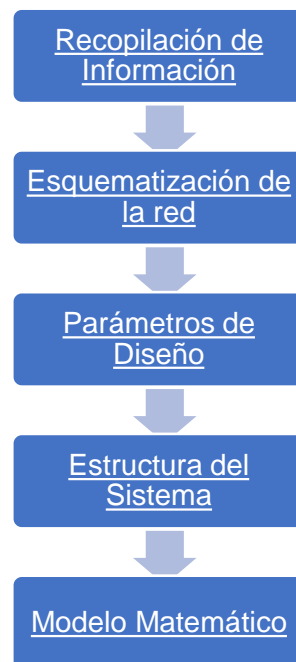 Recopilación de
Información
Esquematización de
la red
Parámetros de
Diseño
Estructura del
Sistema
Modelo Matemático